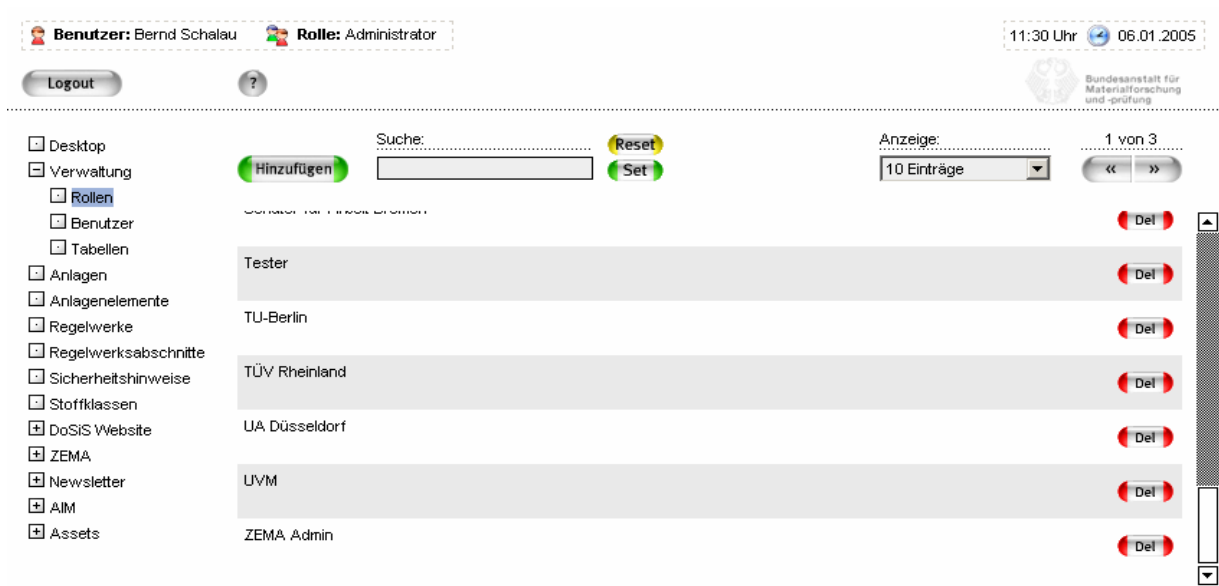 Benutzer: Bernd Schalau Rolle: Administrator 11:30 Uhr 06.01.2005
Logout ? Bundesanstalt für
Materialforschung
und -prüfung
Suche: Reset Anzeige: 1 von 3
Hinzufügen Set 10 Einträge « »
Desktop
Verwaltung
Rollen
Benutzer
Tabellen
Anlagen
Anlagenelemente
Regelwerke
Regelwerksabschnitte
Sicherheitshinweise
Stoffklassen
DoSiS Website
ZEMA
Newsletter
AIM
Assets
Del
Tester Del
TU-Berlin Del
TÜV Rheinland Del
UA Düsseldorf Del
UVM Del
ZEMA Admin Del